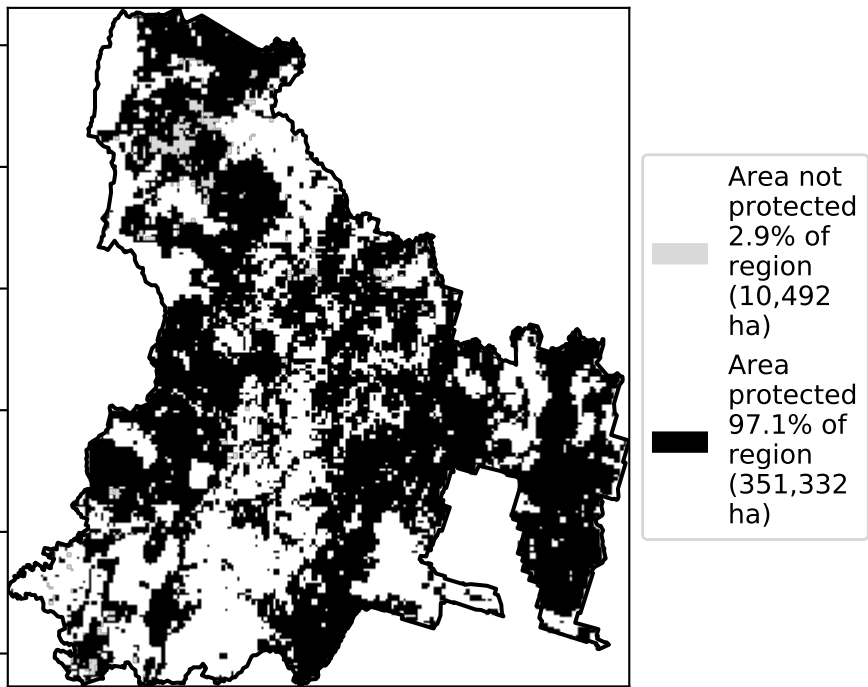 Area not
protected
2.9% of
region
(10,492
ha)
Area
protected
97.1% of
region
(351,332
ha)